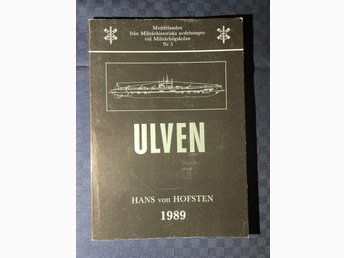 Meddelanden
från Militärhistoriska avdelningen
vid Militärhögskolan
Nr 5
ULVEN
HANS von HOFSTEN
1989